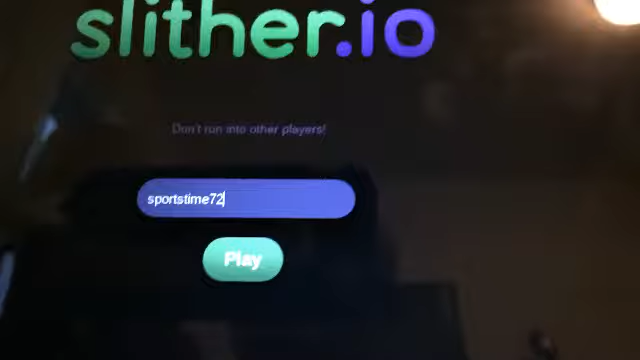 slither.io
Don't run into other players!
sportstime72
Play